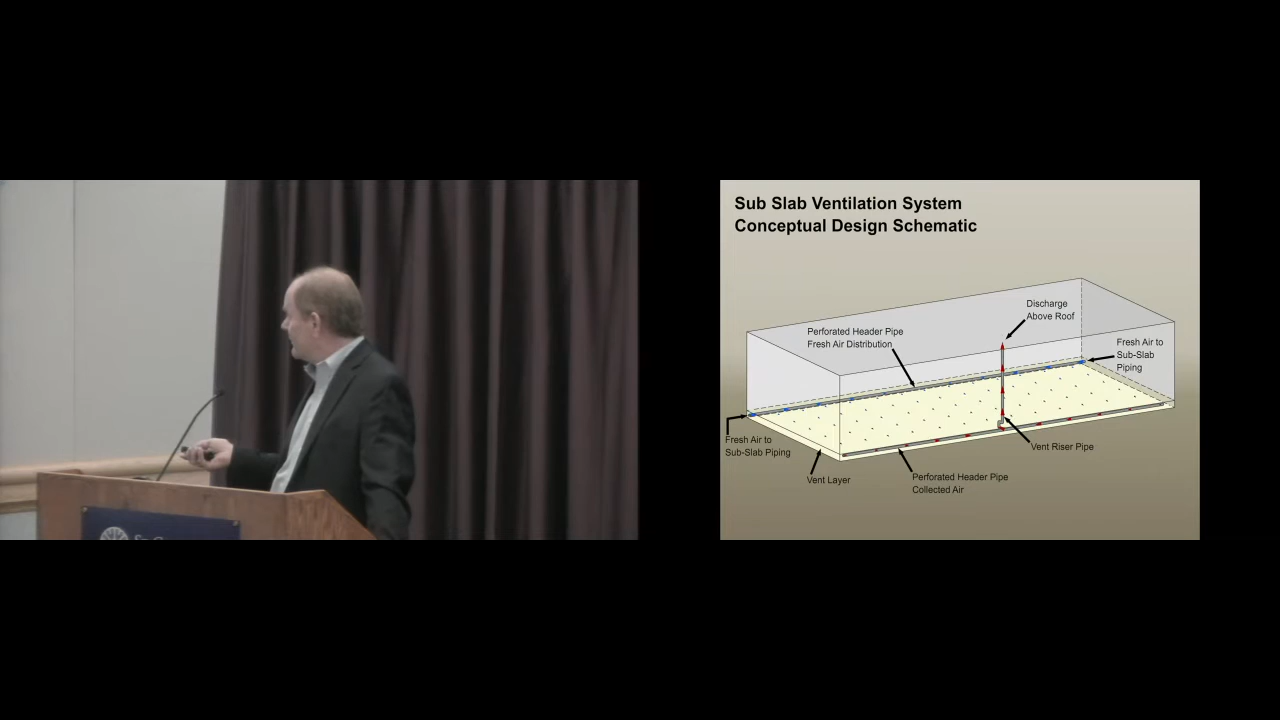 Sub Slab Ventilation System
Conceptual Design Schematic
Discharge
Above Roof
Perforated Header Pipe
Fresh Air Distribution
Fresh Air to
Sub-Slab
Piping
Fresh Air to
Sub-Slab Piping
Vent Riser Pipe
Vent Layer
Perforated Header Pipe
Collected Air